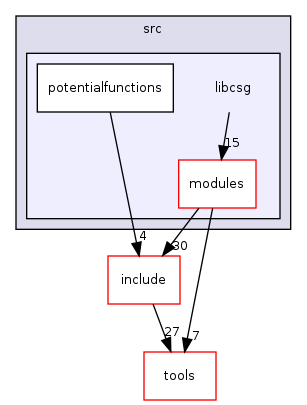 src
potentialfunctions
libcsg
15
modules
4
30
include
27
7
tools